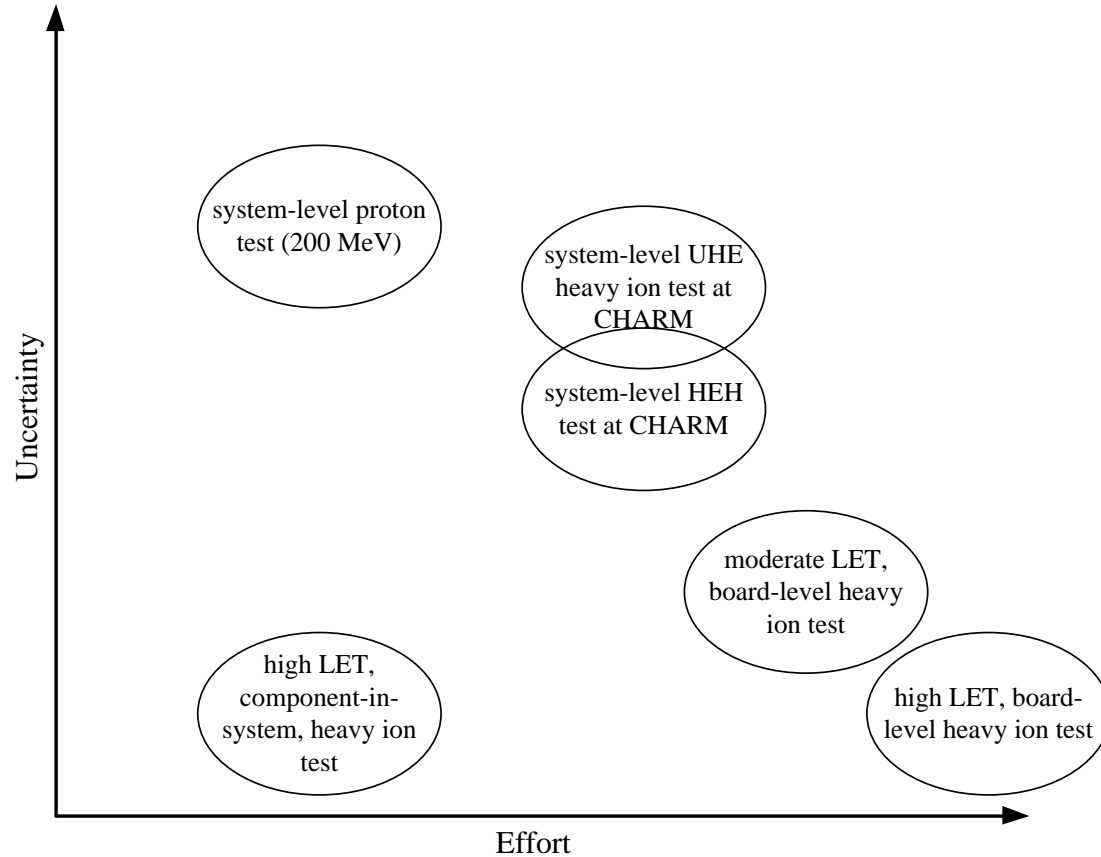 Uncertainty
system-level proton
test (200 MeV)
system-level UHE
heavy ion test at
CHARM
system-level HEH
test at CHARM
moderate LET,
board-level heavy
ion test
high LET,
component-in-
system, heavy ion
test
high LET, board-
level heavy ion test
Effort